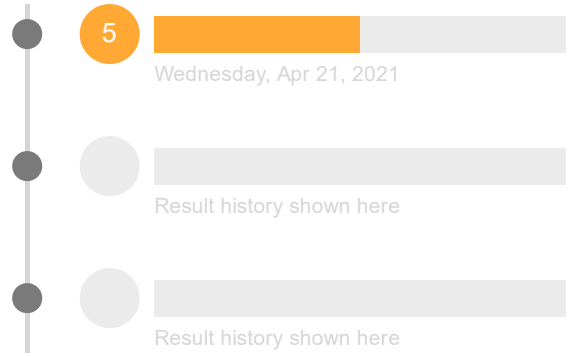 5
Wednesday, Apr 21, 2021
Result history shown here
Result history shown here